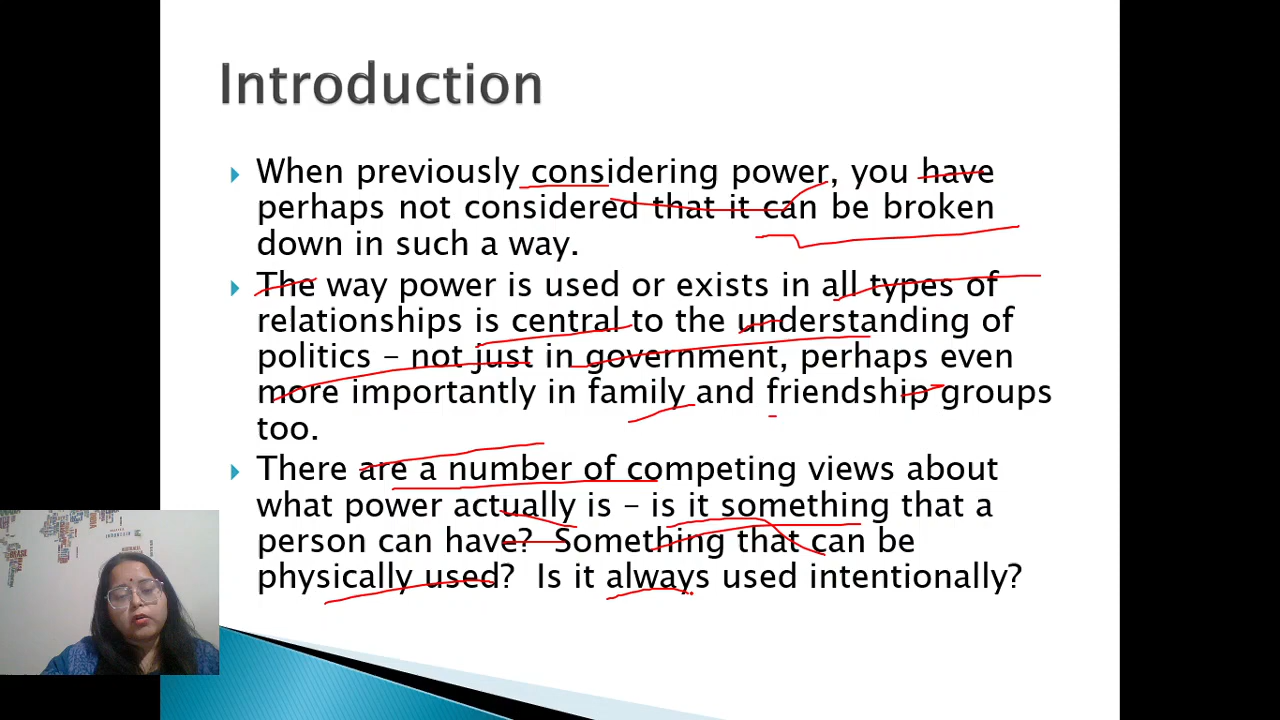 Introduction
When previously considering power, you have
perhaps not considered that it can be broken
down in such a way.
The way power is used or exists in all types of
relationships is central to the understanding of
politics – not just in government, perhaps even
more importantly in family and friendship groups
too.
There are a number of competing views about
what power actually is – is it something that a
person can have? Something that can be
physically used? Is it always used intentionally?